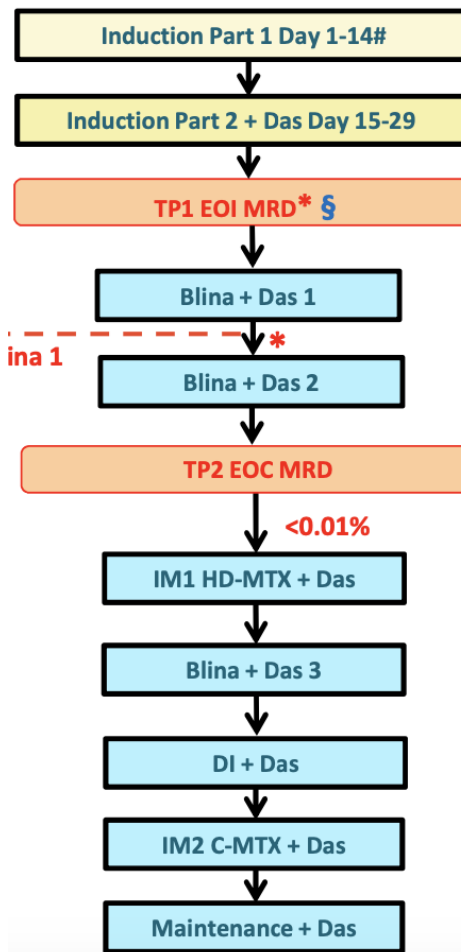 Induction Part 1 Day 1-14#
Induction Part 2 + Das Day 15-29
TP1 EOI MRD* §
Blina + Das 1
*
ina 1
Blina + Das 2
TP2 EOC MRD
<0.01%
IM1 HD-MTX + Das
Blina + Das 3
DI + Das
IM2 C-MTX + Das
Maintenance + Das